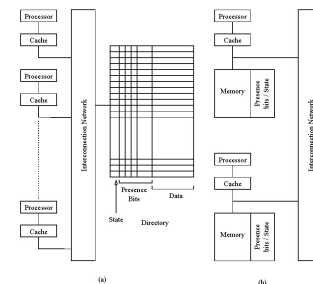 Processor
Cache
Processor
Cache
Processor
Cache
Interconnection Network
Presence
Bits
Data
State
Directory
(a)
Processor
Cache
Memory
Presence
bits / State
Processor
Cache
Memory
Presence
bits / State
Interconnection Network
(b)